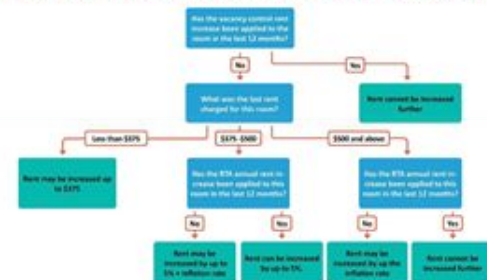 Has the vacancy control rent
increase been applied to the
room in the last 12 months?
No
Yes
What was the last rent
charged for this room?
Rent cannot be increased
further
Less than $375
$375- $500
$500 and above
Rent may be increased up
to $375
Has the RTA annual rent in-
crease been applied to this
room in the last 12 months?
Has the RTA annual rent in-
crease been applied to this
room in the last 12 months?
No
Yes
No
Yes
Rent may be
increased by up to
5% + inflation rate
Rent can be increased
by up to 5%.
Rent may be
increased by up the
inflation rate
Rent cannot be
increased further